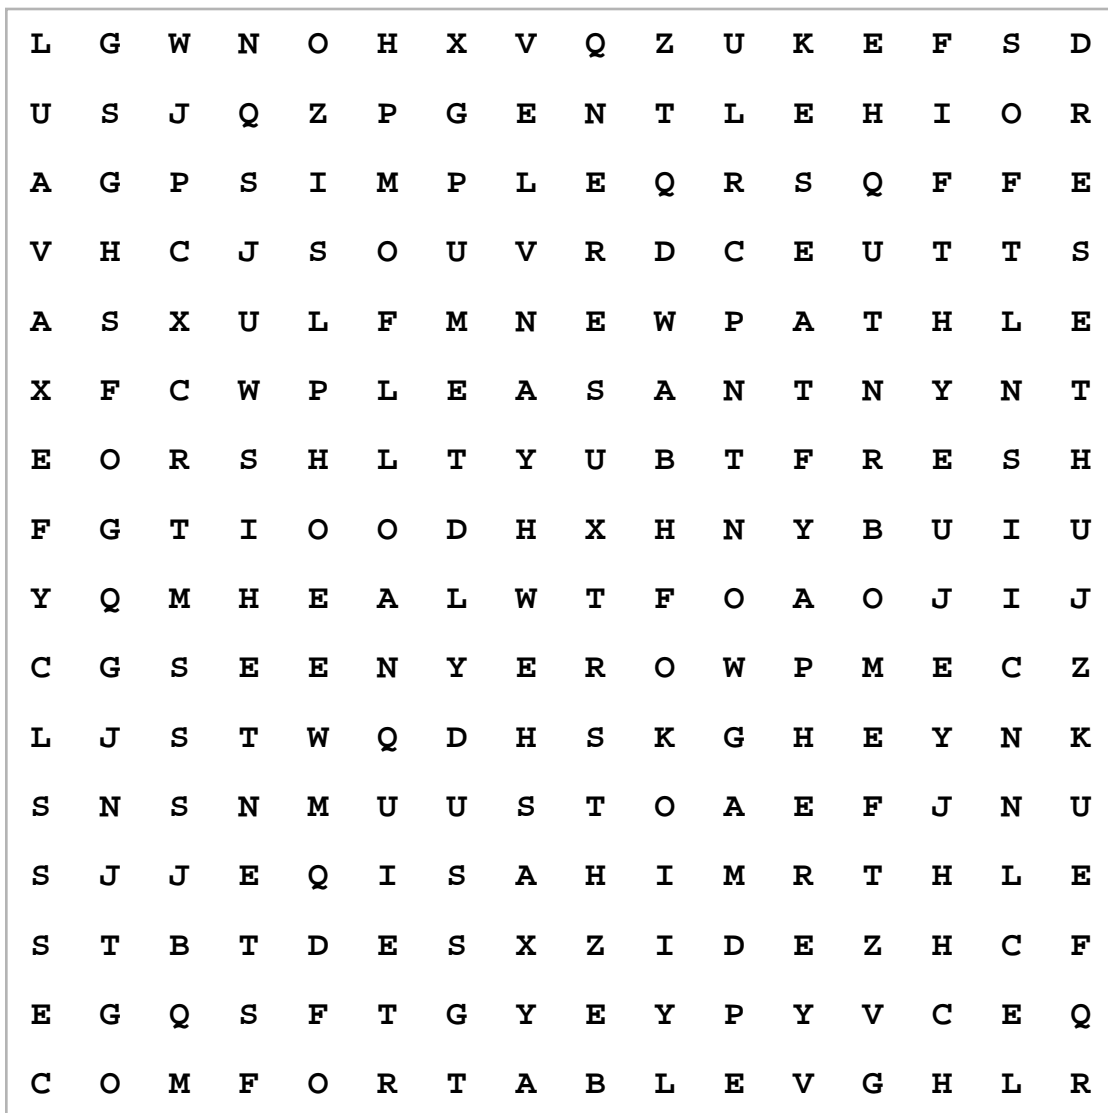 L G W N O H X V Q Z U K E F S D
U S J Q Z P G E N T L E H I O R
A G P S I M P L E Q R S Q F F E
V H C J S O U V R D C E U T T S
A S X U L F M N E W P A T H L E
X F C W P L E A S A N T N Y N T
E O R S H L T Y U B T F R E S H
F G T I O O D H X H N Y B U I U
Y Q M H E A L W T F O A O J I J
C G S E E N Y E R O W P M E C Z
L J S T W Q D H S K G H E Y N K
S N S N M U U S T O A E F J N U
S J J E Q I S A H I M R T H L E
S T B T D E S X Z I D E Z H C F
E G Q S F T G Y E Y P Y V C E Q
C O M F O R T A B L E V G H L R